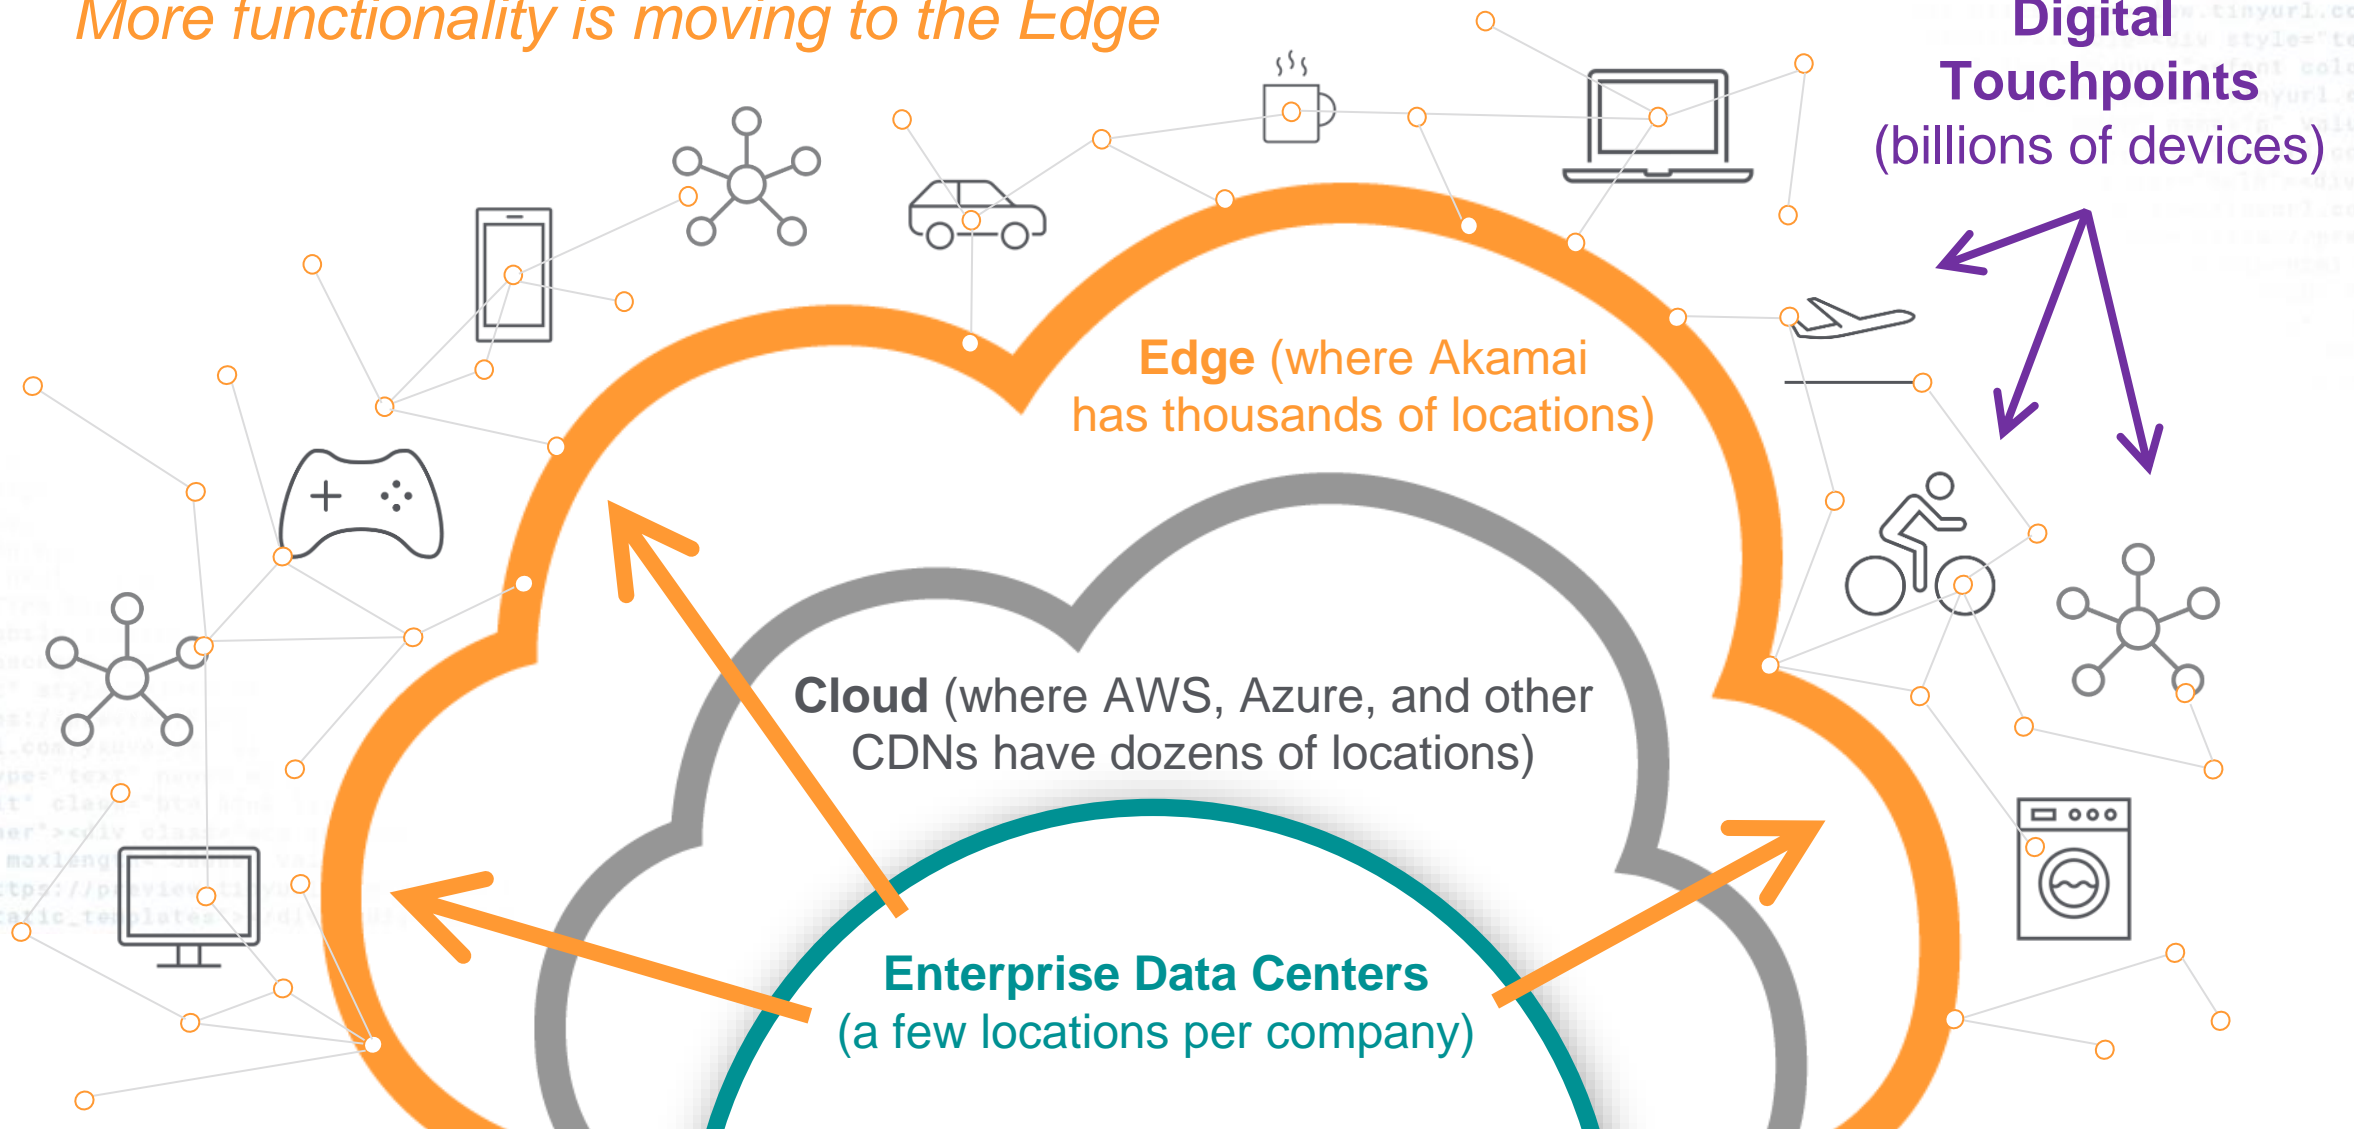 More functionality is moving to the Edge
Digital
Touchpoints
(billions of devices)
Edge (where Akamai
has thousands of locations)
Cloud (where AWS, Azure, and other
CDNs have dozens of locations)
Enterprise Data Centers
(a few locations per company)